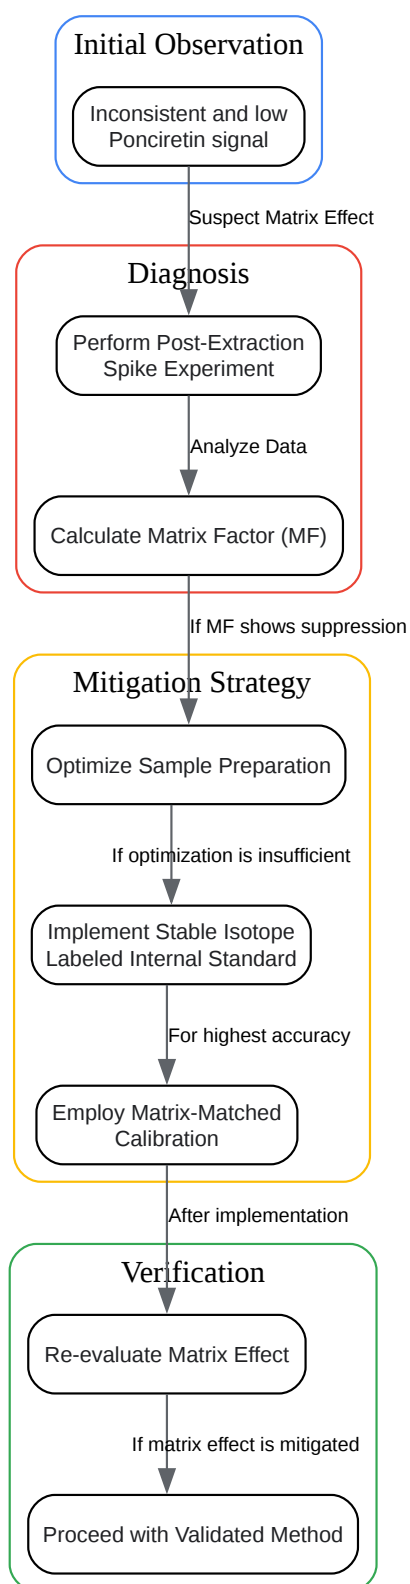 Initial Observation
Inconsistent and low
Ponciretin signal
Suspect Matrix Effect
Diagnosis
Perform Post-Extraction
Spike Experiment
Analyze Data
Calculate Matrix Factor (MF)
If MF shows suppression
Mitigation Strategy
Optimize Sample Preparation
If optimization is insufficient
Implement Stable Isotope
Labeled Internal Standard
For highest accuracy
Employ Matrix-Matched
Calibration
After implementation
Verification
Re-evaluate Matrix Effect
If matrix effect is mitigated
Proceed with Validated Method